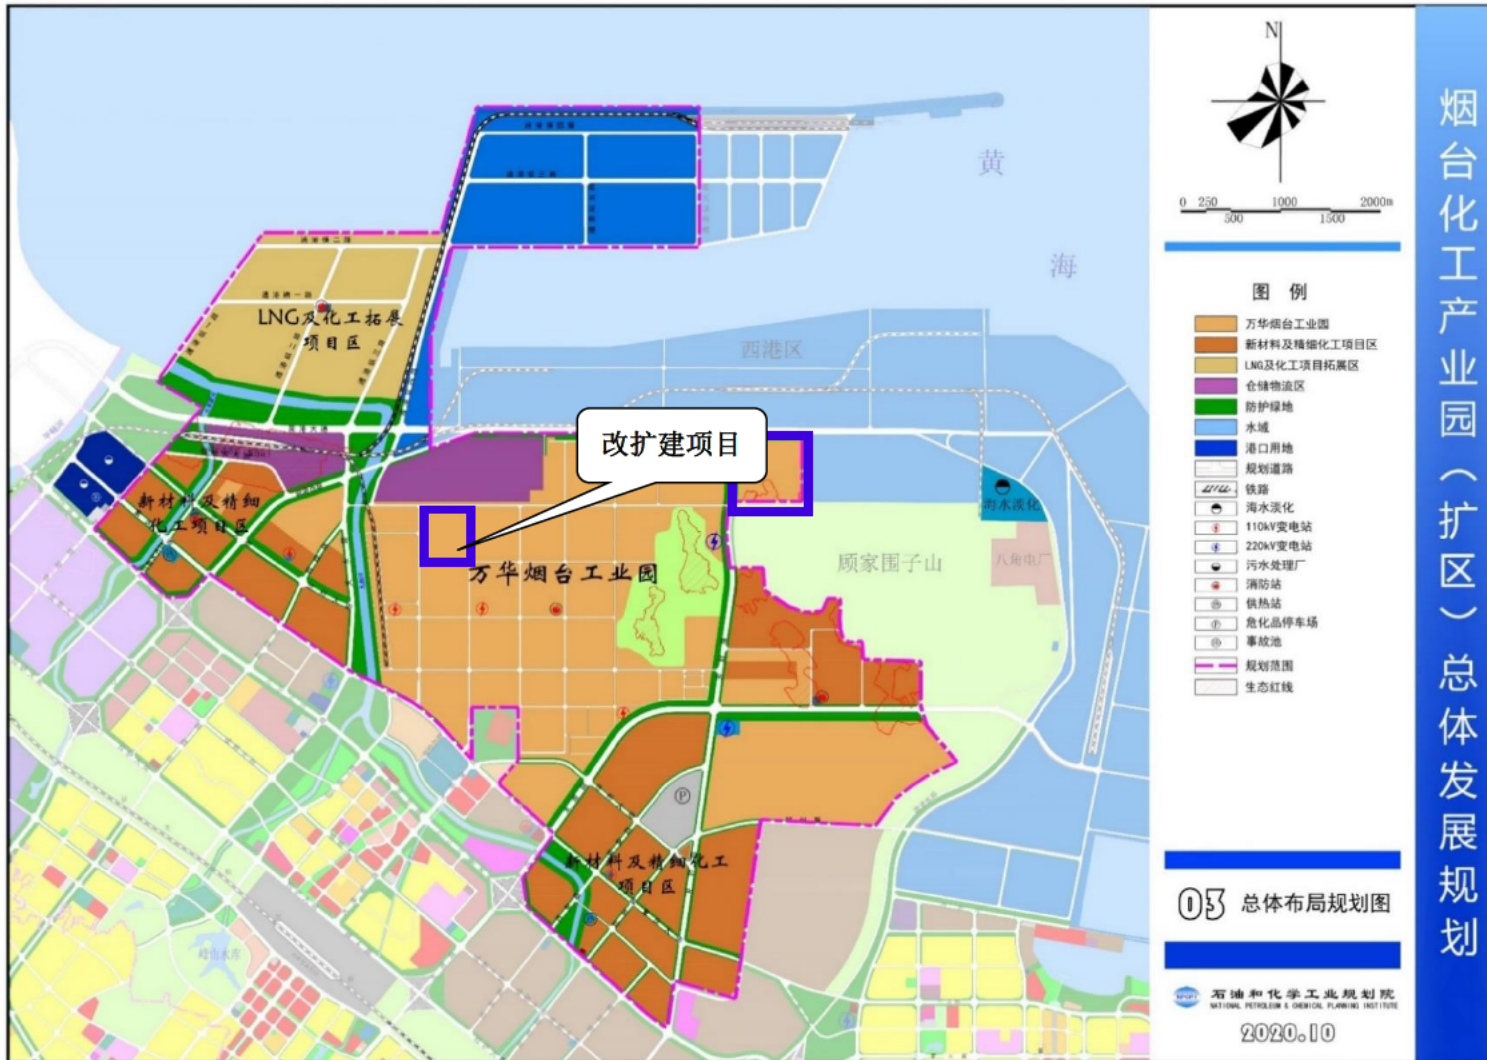 黄
海
西港区
LNG及化工拓展
项目区
改扩建项目
新材料及精细
化工项目区
万华烟台工业园
海水淡化
八角电厂
顾家围子山
新材料及精细化工
项目区
N
0 250 500 1000 1500 2000m
图例
万华烟台工业园
新材料及精细化工项目区
LNG及化工项目拓展区
仓储物流区
防护绿地
水域
港口用地
规划道路
铁路
海水淡化
110kV变电站
220kV变电站
污水处理厂
消防站
供热站
危化品停车场
事故池
规划范围
生态红线
03 总体布局规划图
石油和化学工业规划院
NATIONAL PETROLEUM & CHEMICAL PLANNING INSTITUTE
2020.10
烟台化工产业园（扩区）总体发展规划